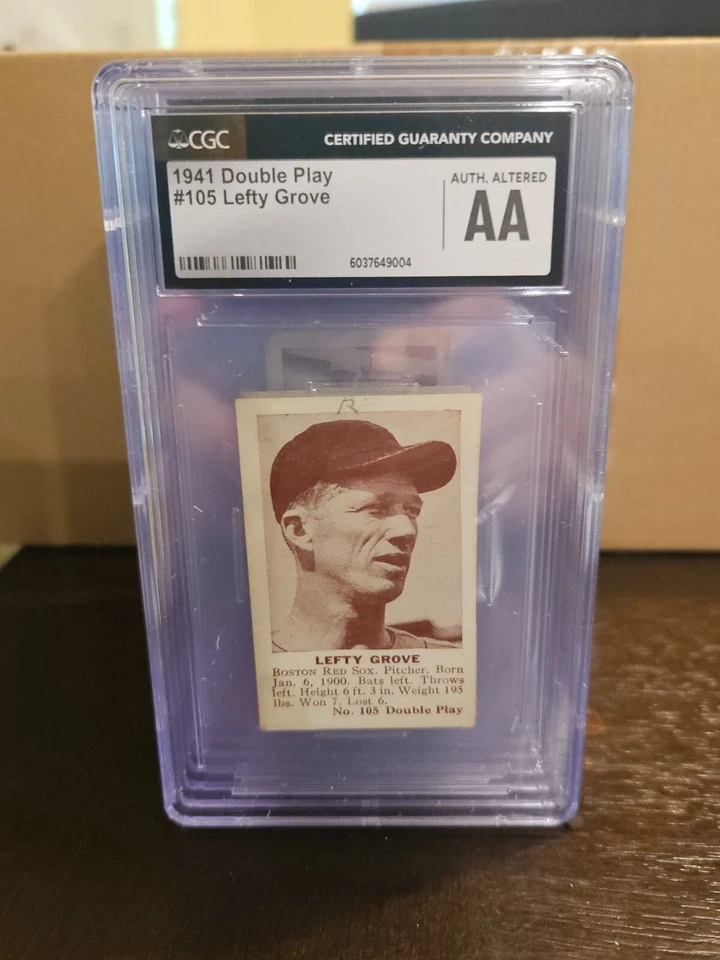 CGC
CERTIFIED GUARANTY COMPANY
1941 Double Play
#105 Lefty Grove
AUTH. ALTERED
AA
6037649004
R
LEFTY GROVE
BOSTON RED SOX. Pitcher. Born
Jan. 6, 1900. Bats left. Throws
left. Height 6 ft. 3 in. Weight 195
lbs. Won 7. Lost 6.
No. 105 Double Play